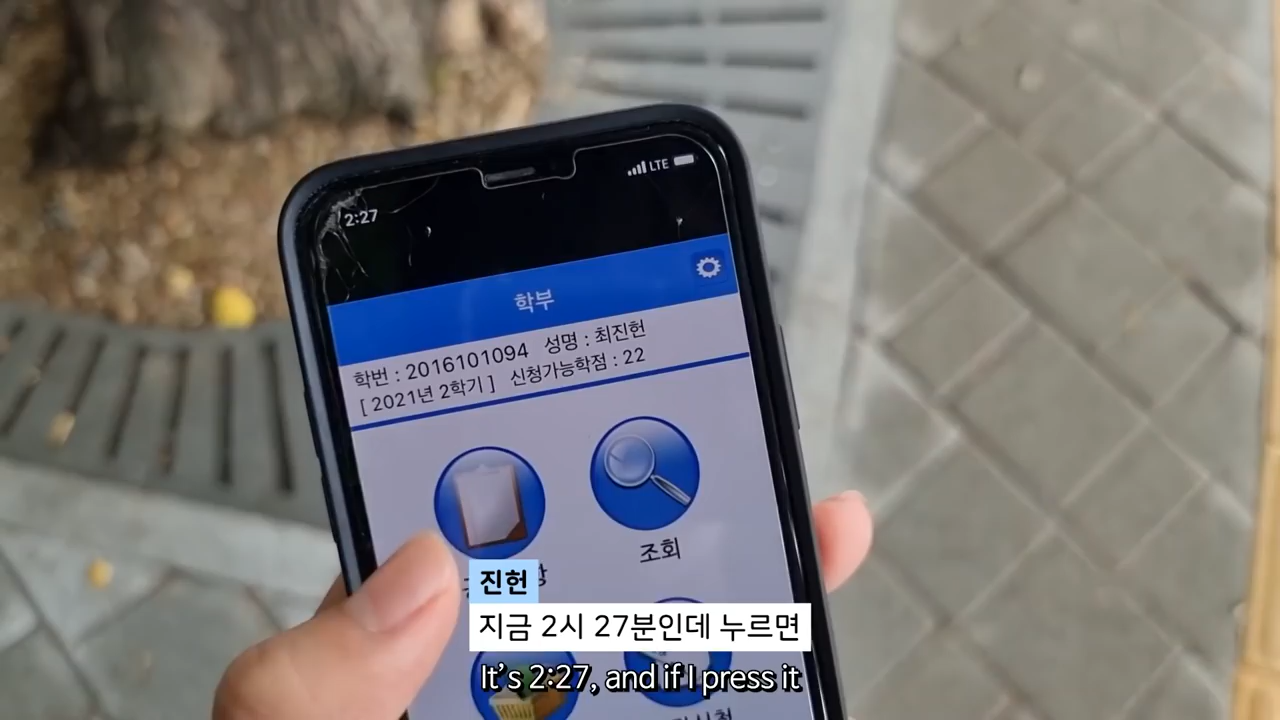 2:27
LTE
학부
학번 : 2016101094 성명 : 최진헌
[ 2021년 2학기 ] 신청가능학점 : 22
조회
진헌
지금 2시 27분인데 누르면
It's 2:27, and if I press it